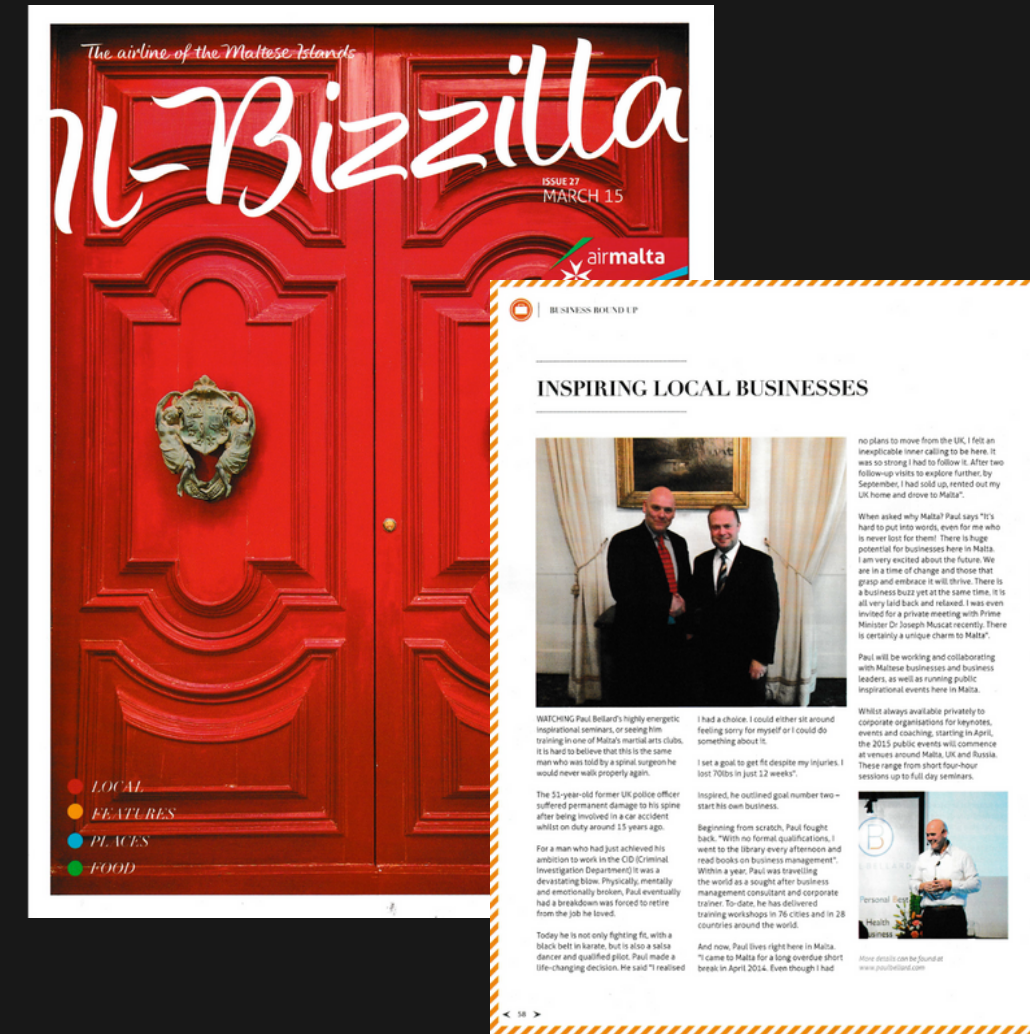 The airline of the Maltese Islands
Il-Bizzilla
ISSUE 27
MARCH 15
airmalta
LOCAL
FEATURES
PLACES
FOOD
BUSINESS ROUND UP
INSPIRING LOCAL BUSINESSES
WATCHING Paul Bellard's highly energetic
inspirational seminars, or seeing him
training in one of Malta's martial arts clubs,
it is hard to believe that this is the same
man who was told by a spinal surgeon he
would never walk properly again.
The 51-year-old former UK police officer
suffered permanent damage to his spine
after being involved in a car accident
whilst on duty around 15 years ago.
For a man who had just achieved his
ambition to work in the CID (Criminal
Investigation Department) it was a
devastating blow. Physically, mentally
and emotionally broken, Paul eventually
had a breakdown was forced to retire
from the job he loved.
Today he is not only fighting fit, with a
black belt in karate, but is also a salsa
dancer and qualified pilot. Paul made a
life-changing decision. He said "I realised
I had a choice. I could either sit around
feeling sorry for myself or I could do
something about it.
I set a goal to get fit despite my injuries. I
lost 70lbs in just 12 weeks".
Inspired, he outlined goal number two –
start his own business.
Beginning from scratch, Paul fought
back. "With no formal qualifications, I
went to the library every afternoon and
read books on business management".
Within a year, Paul was travelling
the world as a sought after business
management consultant and corporate
trainer. To-date, he has delivered
training workshops in 76 cities and in 28
countries around the world.
And now, Paul lives right here in Malta.
"I came to Malta for a long overdue short
break in April 2014. Even though I had
no plans to move from the UK, I felt an
inexplicable inner calling to be here. It
was so strong I had to follow it. After two
follow-up visits to explore further, by
September, I had sold up, rented out my
UK home and drove to Malta".
When asked why Malta? Paul says "It's
hard to put into words, even for me who
is never lost for them! There is huge
potential for businesses here in Malta.
I am very excited about the future. We
are in a time of change and those that
grasp and embrace it will thrive. There is
a business buzz yet at the same time, it is
all very laid back and relaxed. I was even
invited for a private meeting with Prime
Minister Dr Joseph Muscat recently. There
is certainly a unique charm to Malta".
Paul will be working and collaborating
with Maltese businesses and business
leaders, as well as running public
inspirational events here in Malta.
Whilst always available privately to
corporate organisations for keynotes,
events and coaching, starting in April,
the 2015 public events will commence
at venues around Malta, UK and Russia.
These range from short four-hour
sessions up to full day seminars.
B
BELLARD
Personal Best
Health
Business
More details can be found at
www.paulbellard.com
58